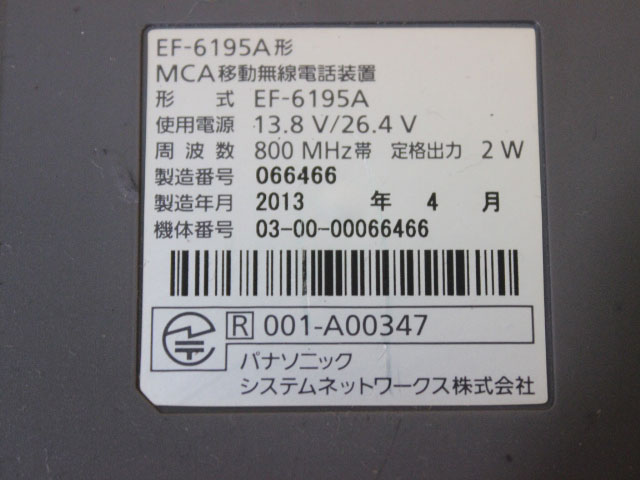 EF-6195A形
MCA移動無線電話装置
形 式 EF-6195A
使用電源 13.8 V/26.4 V
周波数 800 MHz帯 定格出力 2 W
製造番号 066466
製造年月 2013 年 4 月
機体番号 03-00-00066466
R 001-A00347
パナソニック
システムネットワークス株式会社